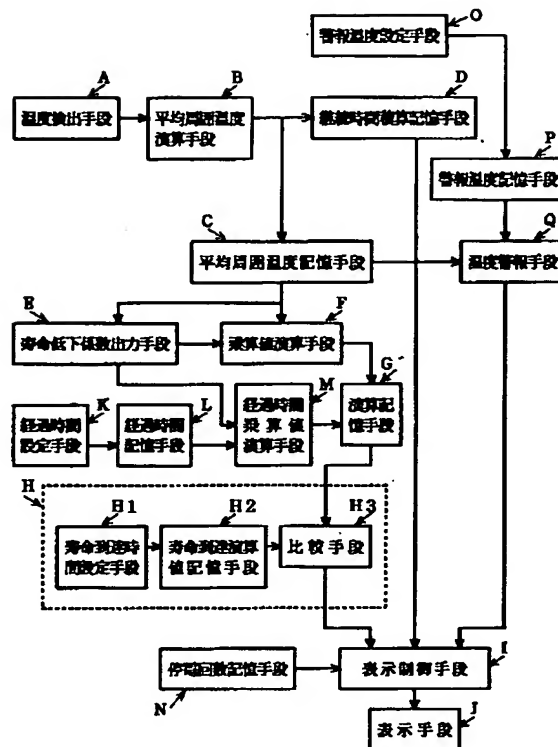 O
警報温度設定手段
A
B
D
温度検出手段
平均周囲温度
演算手段
継続時間積算記憶手段
P
警報温度記憶手段
C
Q
平均周囲温度記憶手段
温度警報手段
E
F
寿命低下係数出力手段
乗算値演算手段
G
K
L
M
経過時間
設定手段
経過時間
記憶手段
経過時間
乗算値
演算手段
演算記
憶手段
H
H1
H2
H3
寿命到達時
間設定手段
寿命到達演算
値記憶手段
比較手段
I
停電回数記憶手段
表示制御手段
N
J
表示手段